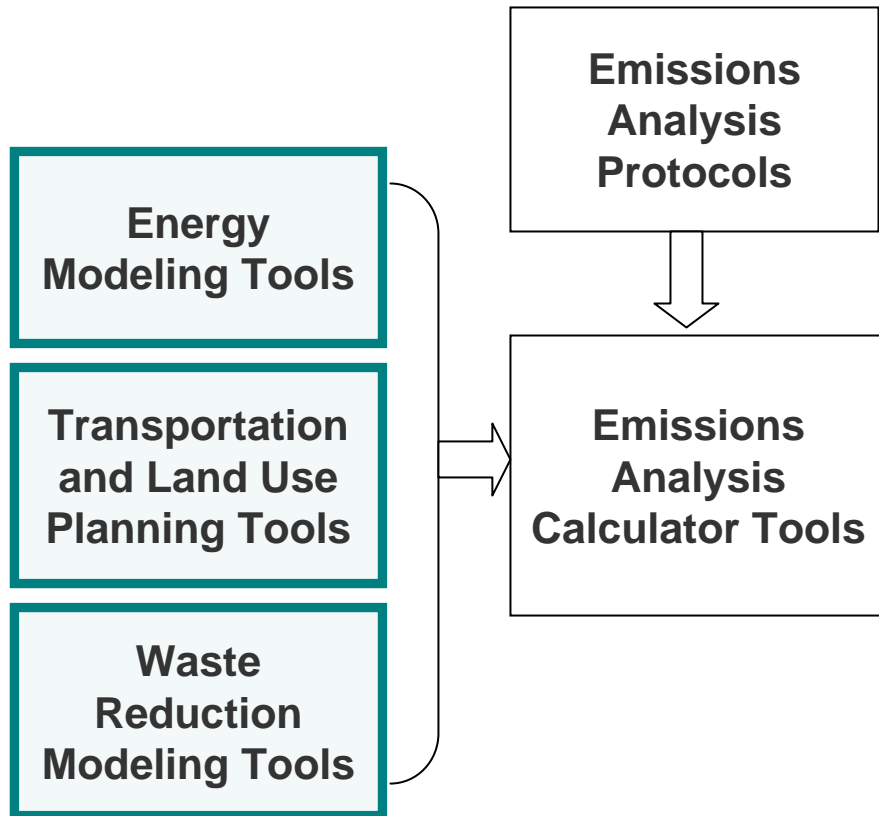 Emissions
Analysis
Protocols
Energy
Modeling Tools
Transportation
and Land Use
Planning Tools
Emissions
Analysis
Calculator Tools
Waste
Reduction
Modeling Tools